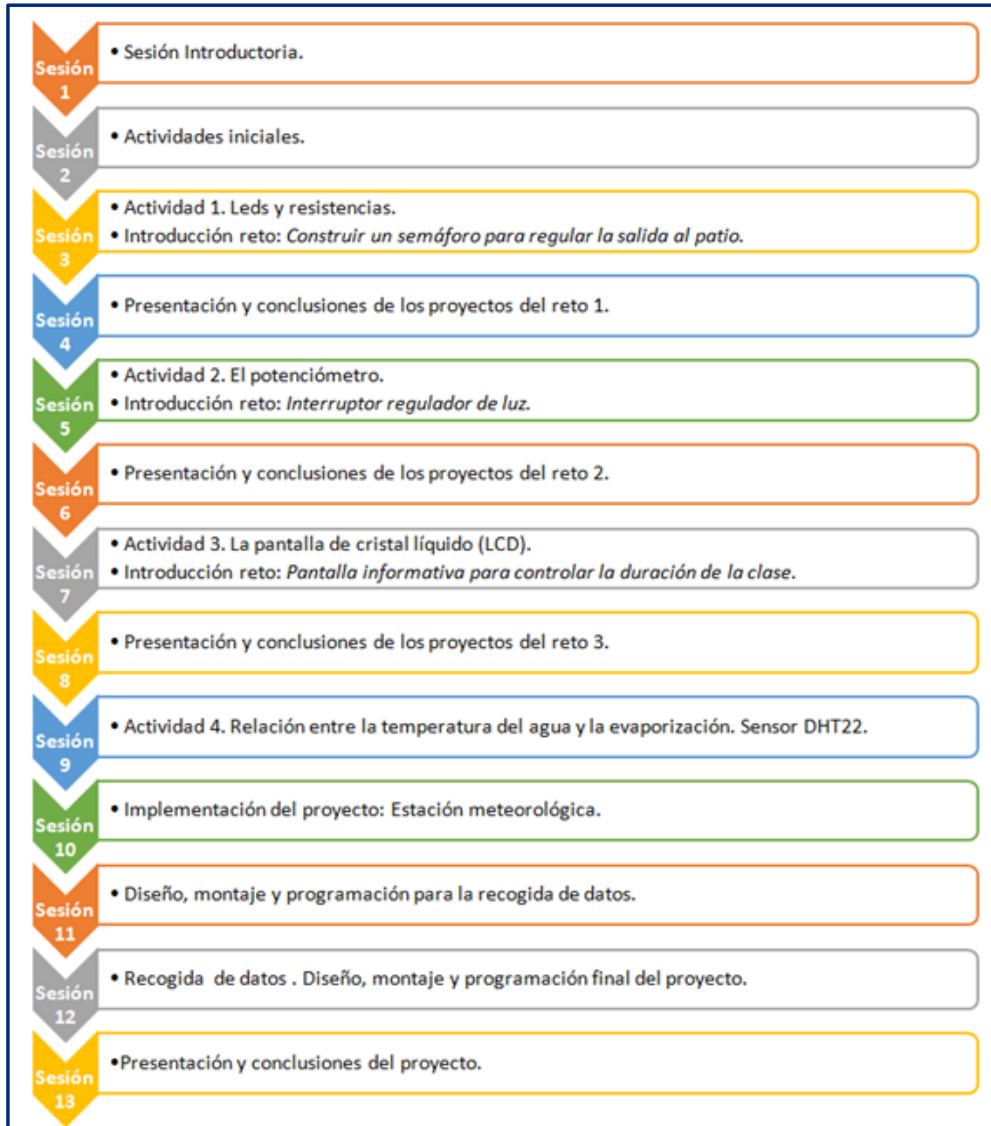 Sesión
1
• Sesión Introductoria.
Sesión
2
• Actividades iniciales.
Sesión
3
• Actividad 1. Leds y resistencias.
• Introducción reto: Construir un semáforo para regular la salida al patio.
Sesión
4
• Presentación y conclusiones de los proyectos del reto 1.
Sesión
5
• Actividad 2. El potenciómetro.
• Introducción reto: Interruptor regulador de luz.
Sesión
6
• Presentación y conclusiones de los proyectos del reto 2.
Sesión
7
• Actividad 3. La pantalla de cristal líquido (LCD).
• Introducción reto: Pantalla informativa para controlar la duración de la clase.
Sesión
8
• Presentación y conclusiones de los proyectos del reto 3.
Sesión
9
• Actividad 4. Relación entre la temperatura del agua y la evaporización. Sensor DHT22.
Sesión
10
• Implementación del proyecto: Estación meteorológica.
Sesión
11
• Diseño, montaje y programación para la recogida de datos.
Sesión
12
• Recogida de datos . Diseño, montaje y programación final del proyecto.
Sesión
13
•Presentación y conclusiones del proyecto.